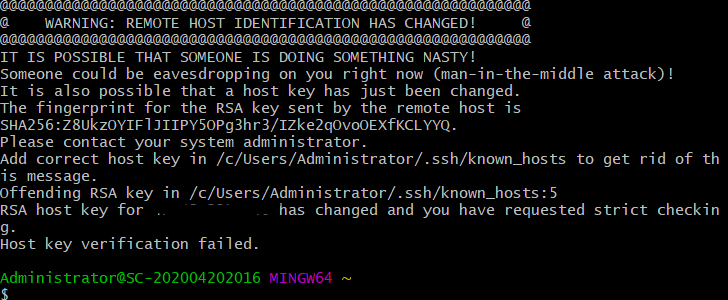 @@@@@@@@@@@@@@@@@@@@@@@@@@@@@@@@@@@@@@@@@@@@@@@@@@@@@@@@@@@
@    WARNING: REMOTE HOST IDENTIFICATION HAS CHANGED!     @
@@@@@@@@@@@@@@@@@@@@@@@@@@@@@@@@@@@@@@@@@@@@@@@@@@@@@@@@@@@
IT IS POSSIBLE THAT SOMEONE IS DOING SOMETHING NASTY!
Someone could be eavesdropping on you right now (man-in-the-middle attack)!
It is also possible that a host key has just been changed.
The fingerprint for the RSA key sent by the remote host is
SHA256:Z8UkzOYIFlJIIPY5OPg3hr3/IZke2qOvoOEXfKCLYYQ.
Please contact your system administrator.
Add correct host key in /c/Users/Administrator/.ssh/known_hosts to get rid of th
is message.
Offending RSA key in /c/Users/Administrator/.ssh/known_hosts:5
RSA host key for has changed and you have requested strict checkin
g.
Host key verification failed.
Administrator@SC-202004202016 MINGW64 ~
$